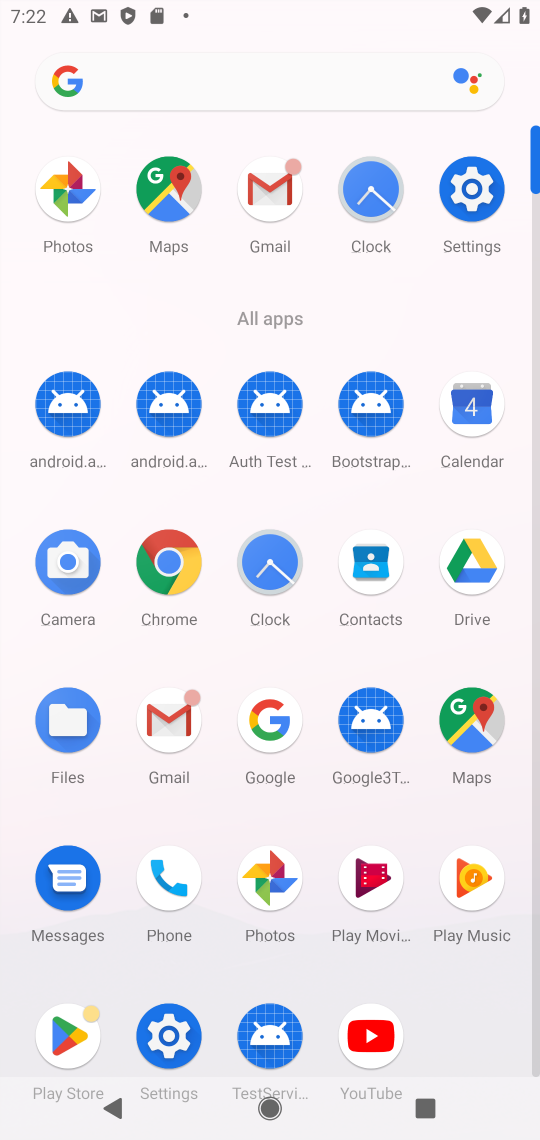 7:22
Photos Maps Gmail Clock Settings
All apps
android.a... android.a... Auth Test ... Bootstrap... Calendar
4
Camera Chrome Clock Contacts Drive
Files Gmail Google Google3T... Maps
Messages Phone Photos Play Movi... Play Music
Play Store Settings TestServi... YouTube